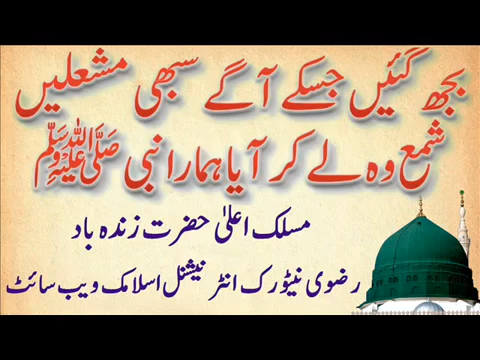 بجھ گئیں جسکے آگے سبھی مشعلیں
شمع وہ لے کر آیا ہمارا نبی ﷺ
مسلک اعلیٰ حضرت زندہ باد
رضوی نیٹورک انٹرنیشنل اسلامک ویب سائٹ